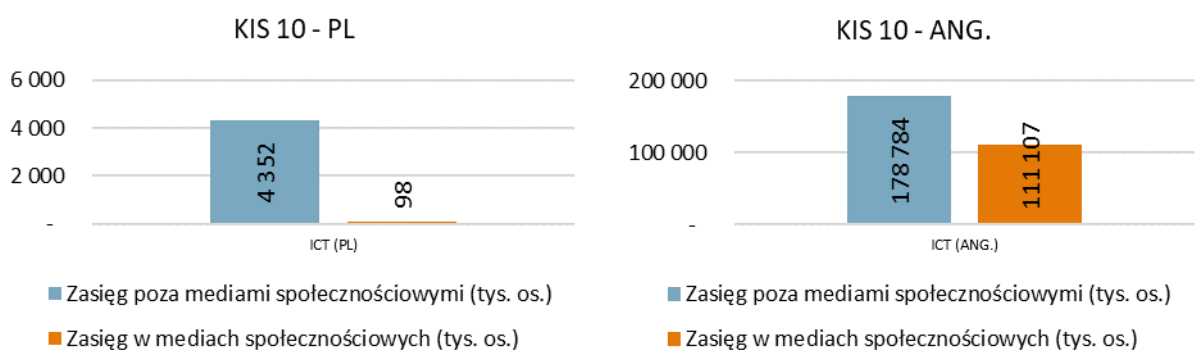 KIS 10 - PL
6 000
4 000
2 000
-
4 352
98
ICT (PL)
Zasięg poza mediami społecznościowymi (tys. os.)
Zasięg w mediach społecznościowych (tys. os.)
KIS 10 - ANG.
200 000
100 000
-
178 784
111 107
ICT (ANG.)
Zasięg poza mediami społecznościowymi (tys. os.)
Zasięg w mediach społecznościowych (tys. os.)